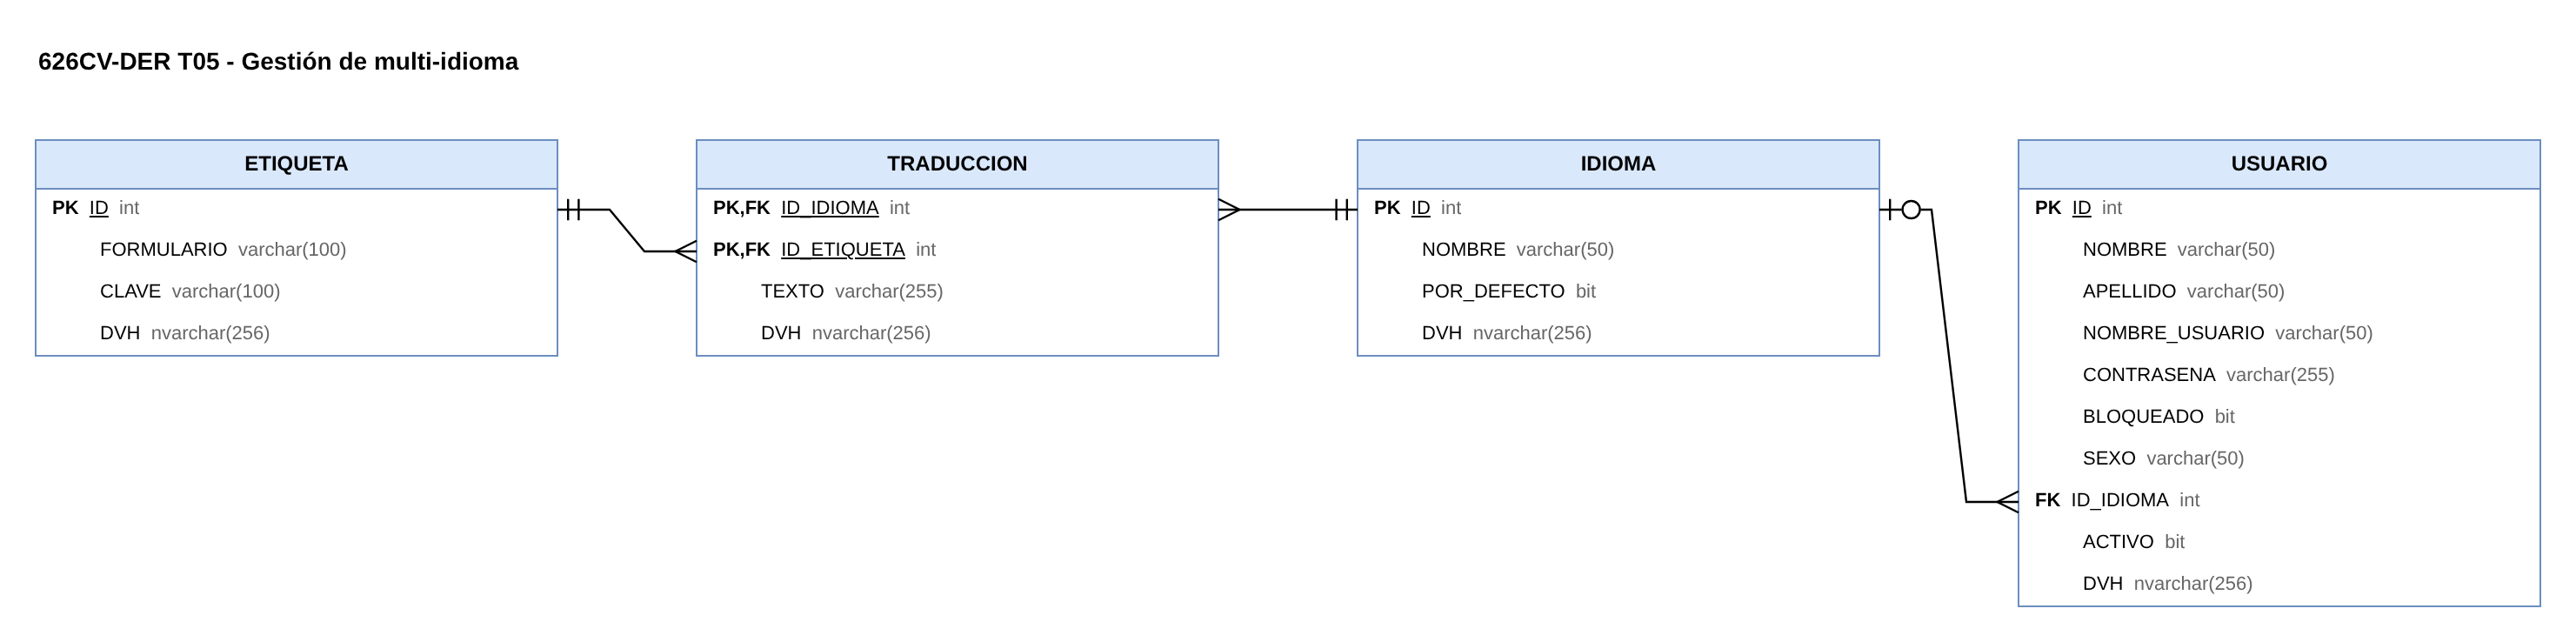 626CV-DER T05 - Gestión de multi-idioma
ETIQUETA
PK ID int
FORMULARIO varchar(100)
CLAVE varchar(100)
DVH nvarchar(256)
TRADUCCION
PK,FK ID_IDIOMA int
PK,FK ID_ETIQUETA int
TEXTO varchar(255)
DVH nvarchar(256)
IDIOMA
PK ID int
NOMBRE varchar(50)
POR_DEFECTO bit
DVH nvarchar(256)
USUARIO
PK ID int
NOMBRE varchar(50)
APELLIDO varchar(50)
NOMBRE_USUARIO varchar(50)
CONTRASENA varchar(255)
BLOQUEADO bit
SEXO varchar(50)
FK ID_IDIOMA int
ACTIVO bit
DVH nvarchar(256)